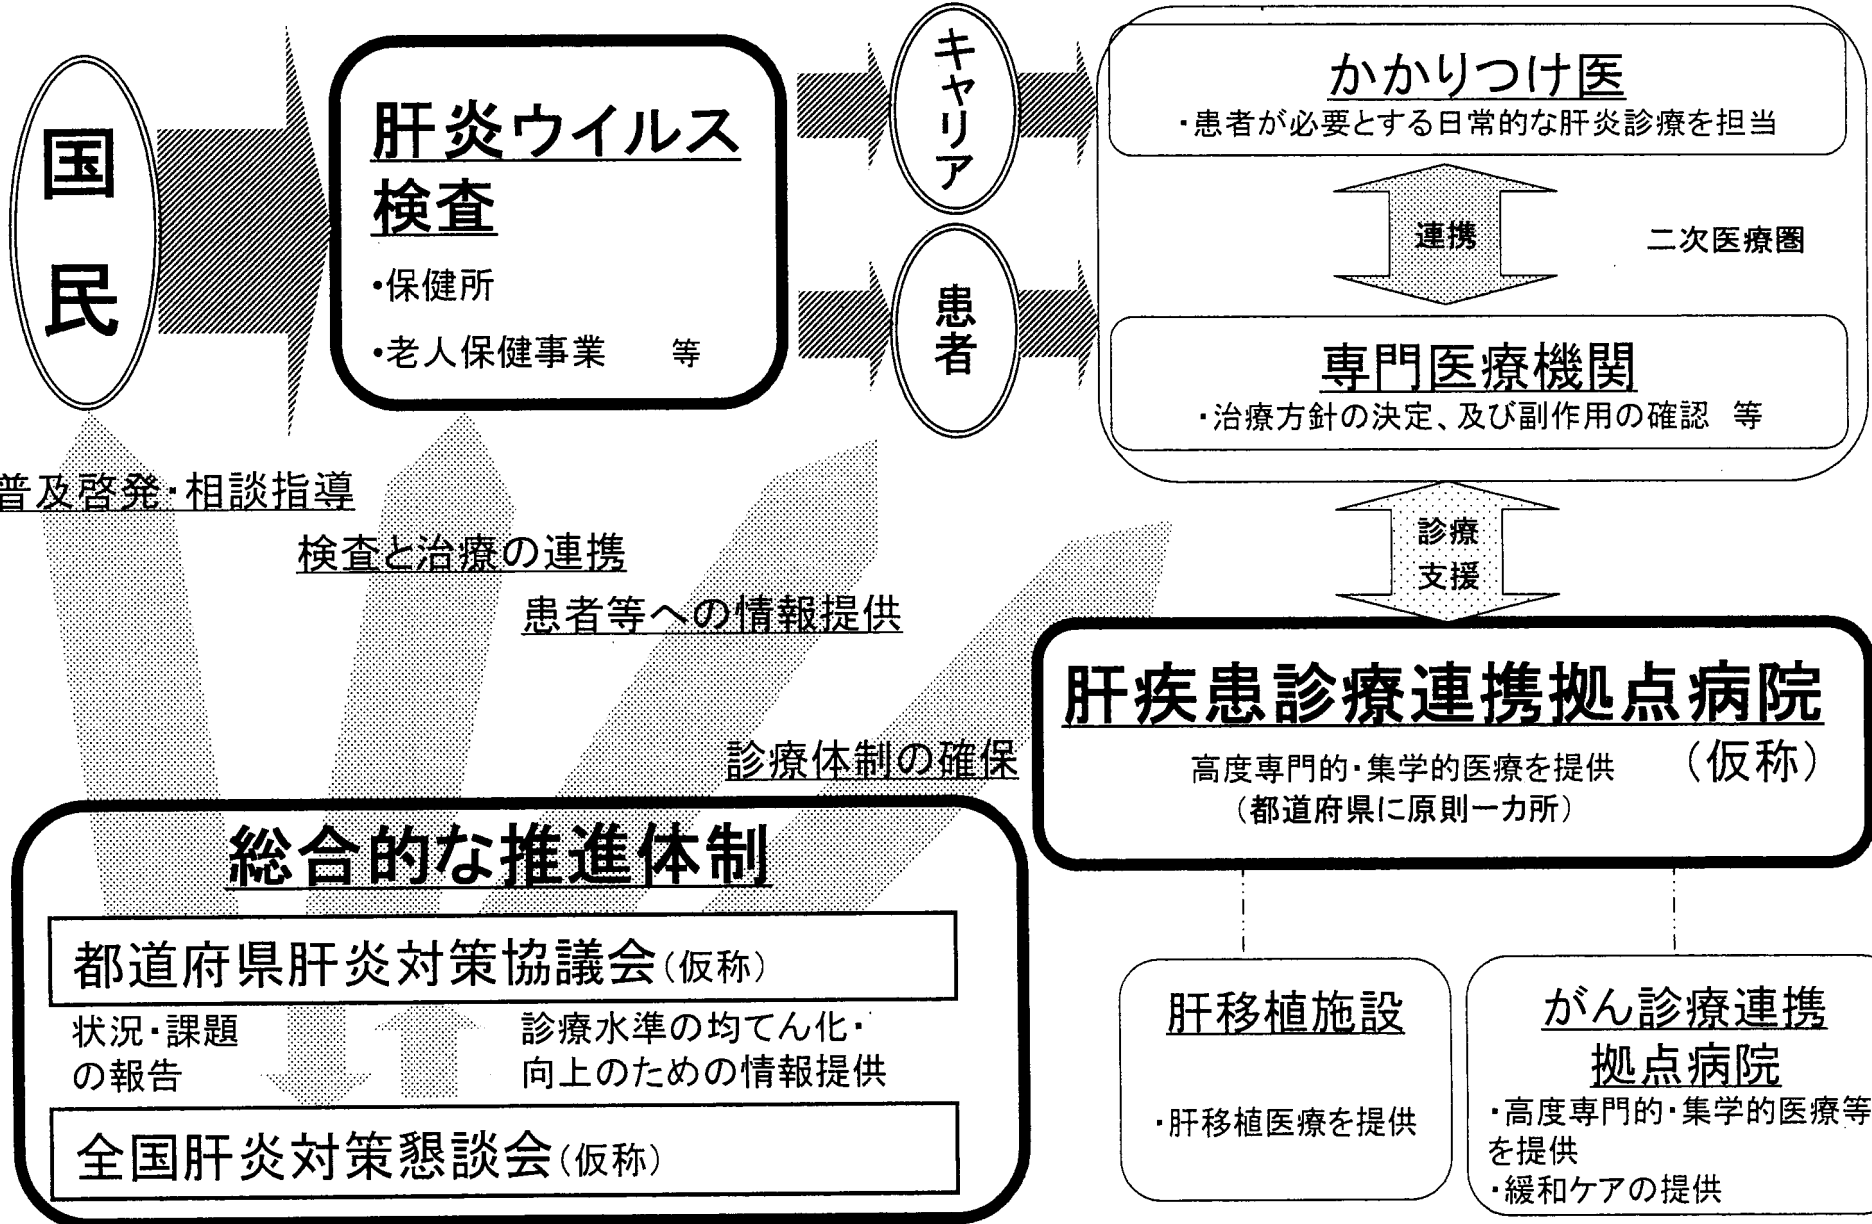 国民
肝炎ウイルス
検査
・保健所
・老人保健事業　等
キャリア
患者
かかりつけ医
・患者が必要とする日常的な肝炎診療を担当
連携
二次医療圏
専門医療機関
・治療方針の決定、及び副作用の確認　等
診療
支援
普及啓発・相談指導
検査と治療の連携
患者等への情報提供
診療体制の確保
肝疾患診療連携拠点病院
（仮称）
高度専門的・集学的医療を提供
（都道府県に原則一カ所）
総合的な推進体制
都道府県肝炎対策協議会（仮称）
状況・課題
の報告
診療水準の均てん化・
向上のための情報提供
全国肝炎対策懇談会（仮称）
肝移植施設
・肝移植医療を提供
がん診療連携
拠点病院
・高度専門的・集学的医療等
を提供
・緩和ケアの提供